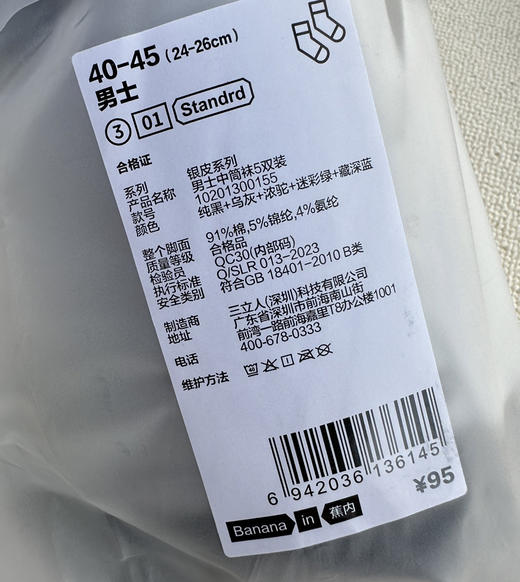 40-45 (24-26cm)
男士
3 01 Standrd
合格证
系列 银皮系列
产品名称 男士中筒袜5双装
款号 10201300155
颜色 纯黑+乌灰+浓驼+迷彩绿+藏深蓝
整个脚面 91%棉,5%锦纶,4%氨纶
质量等级 合格品
检验员 QC30(内部码)
执行标准 Q/SLR 013-2023
安全类别 符合GB 18401-2010 B类
制造商 三立人(深圳)科技有限公司
地址 广东省深圳市前海南山街
前湾一路前海嘉里T8办公楼1001
电话 400-678-0333
维护方法
6 942036 136145
¥95
Banana in 蕉内